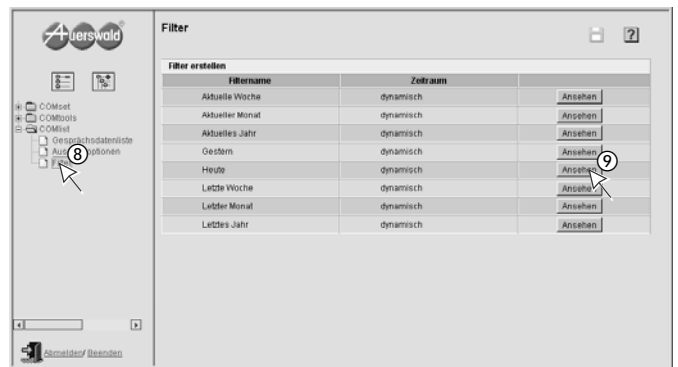 Auerswald
Filter
?
Filter erstellen
Filtername Zeitraum
Aktuelle Woche dynamisch Ansehen
Aktueller Monat dynamisch Ansehen
Aktuelles Jahr dynamisch Ansehen
Gestern dynamisch Ansehen
Heute dynamisch Ansehen
Letzte Woche dynamisch Ansehen
Letzter Monat dynamisch Ansehen
Letztes Jahr dynamisch Ansehen
COMset
COMtools
COMlist
Gesprächsdatenliste
8
Filter
9
Abmelden/ Beenden